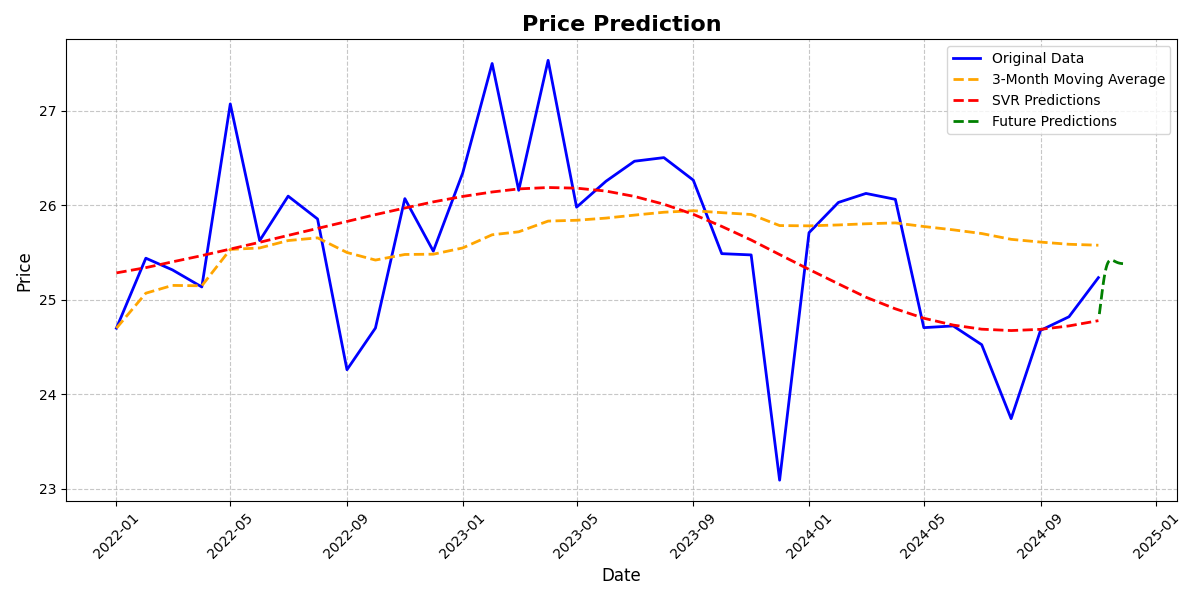 Price Prediction
Original Data
3-Month Moving Average
SVR Predictions
Future Predictions
Price
27
26
25
24
23
2022-01
2022-05
2022-09
2023-01
2023-05
2023-09
2024-01
2024-05
2024-09
2025-01
Date